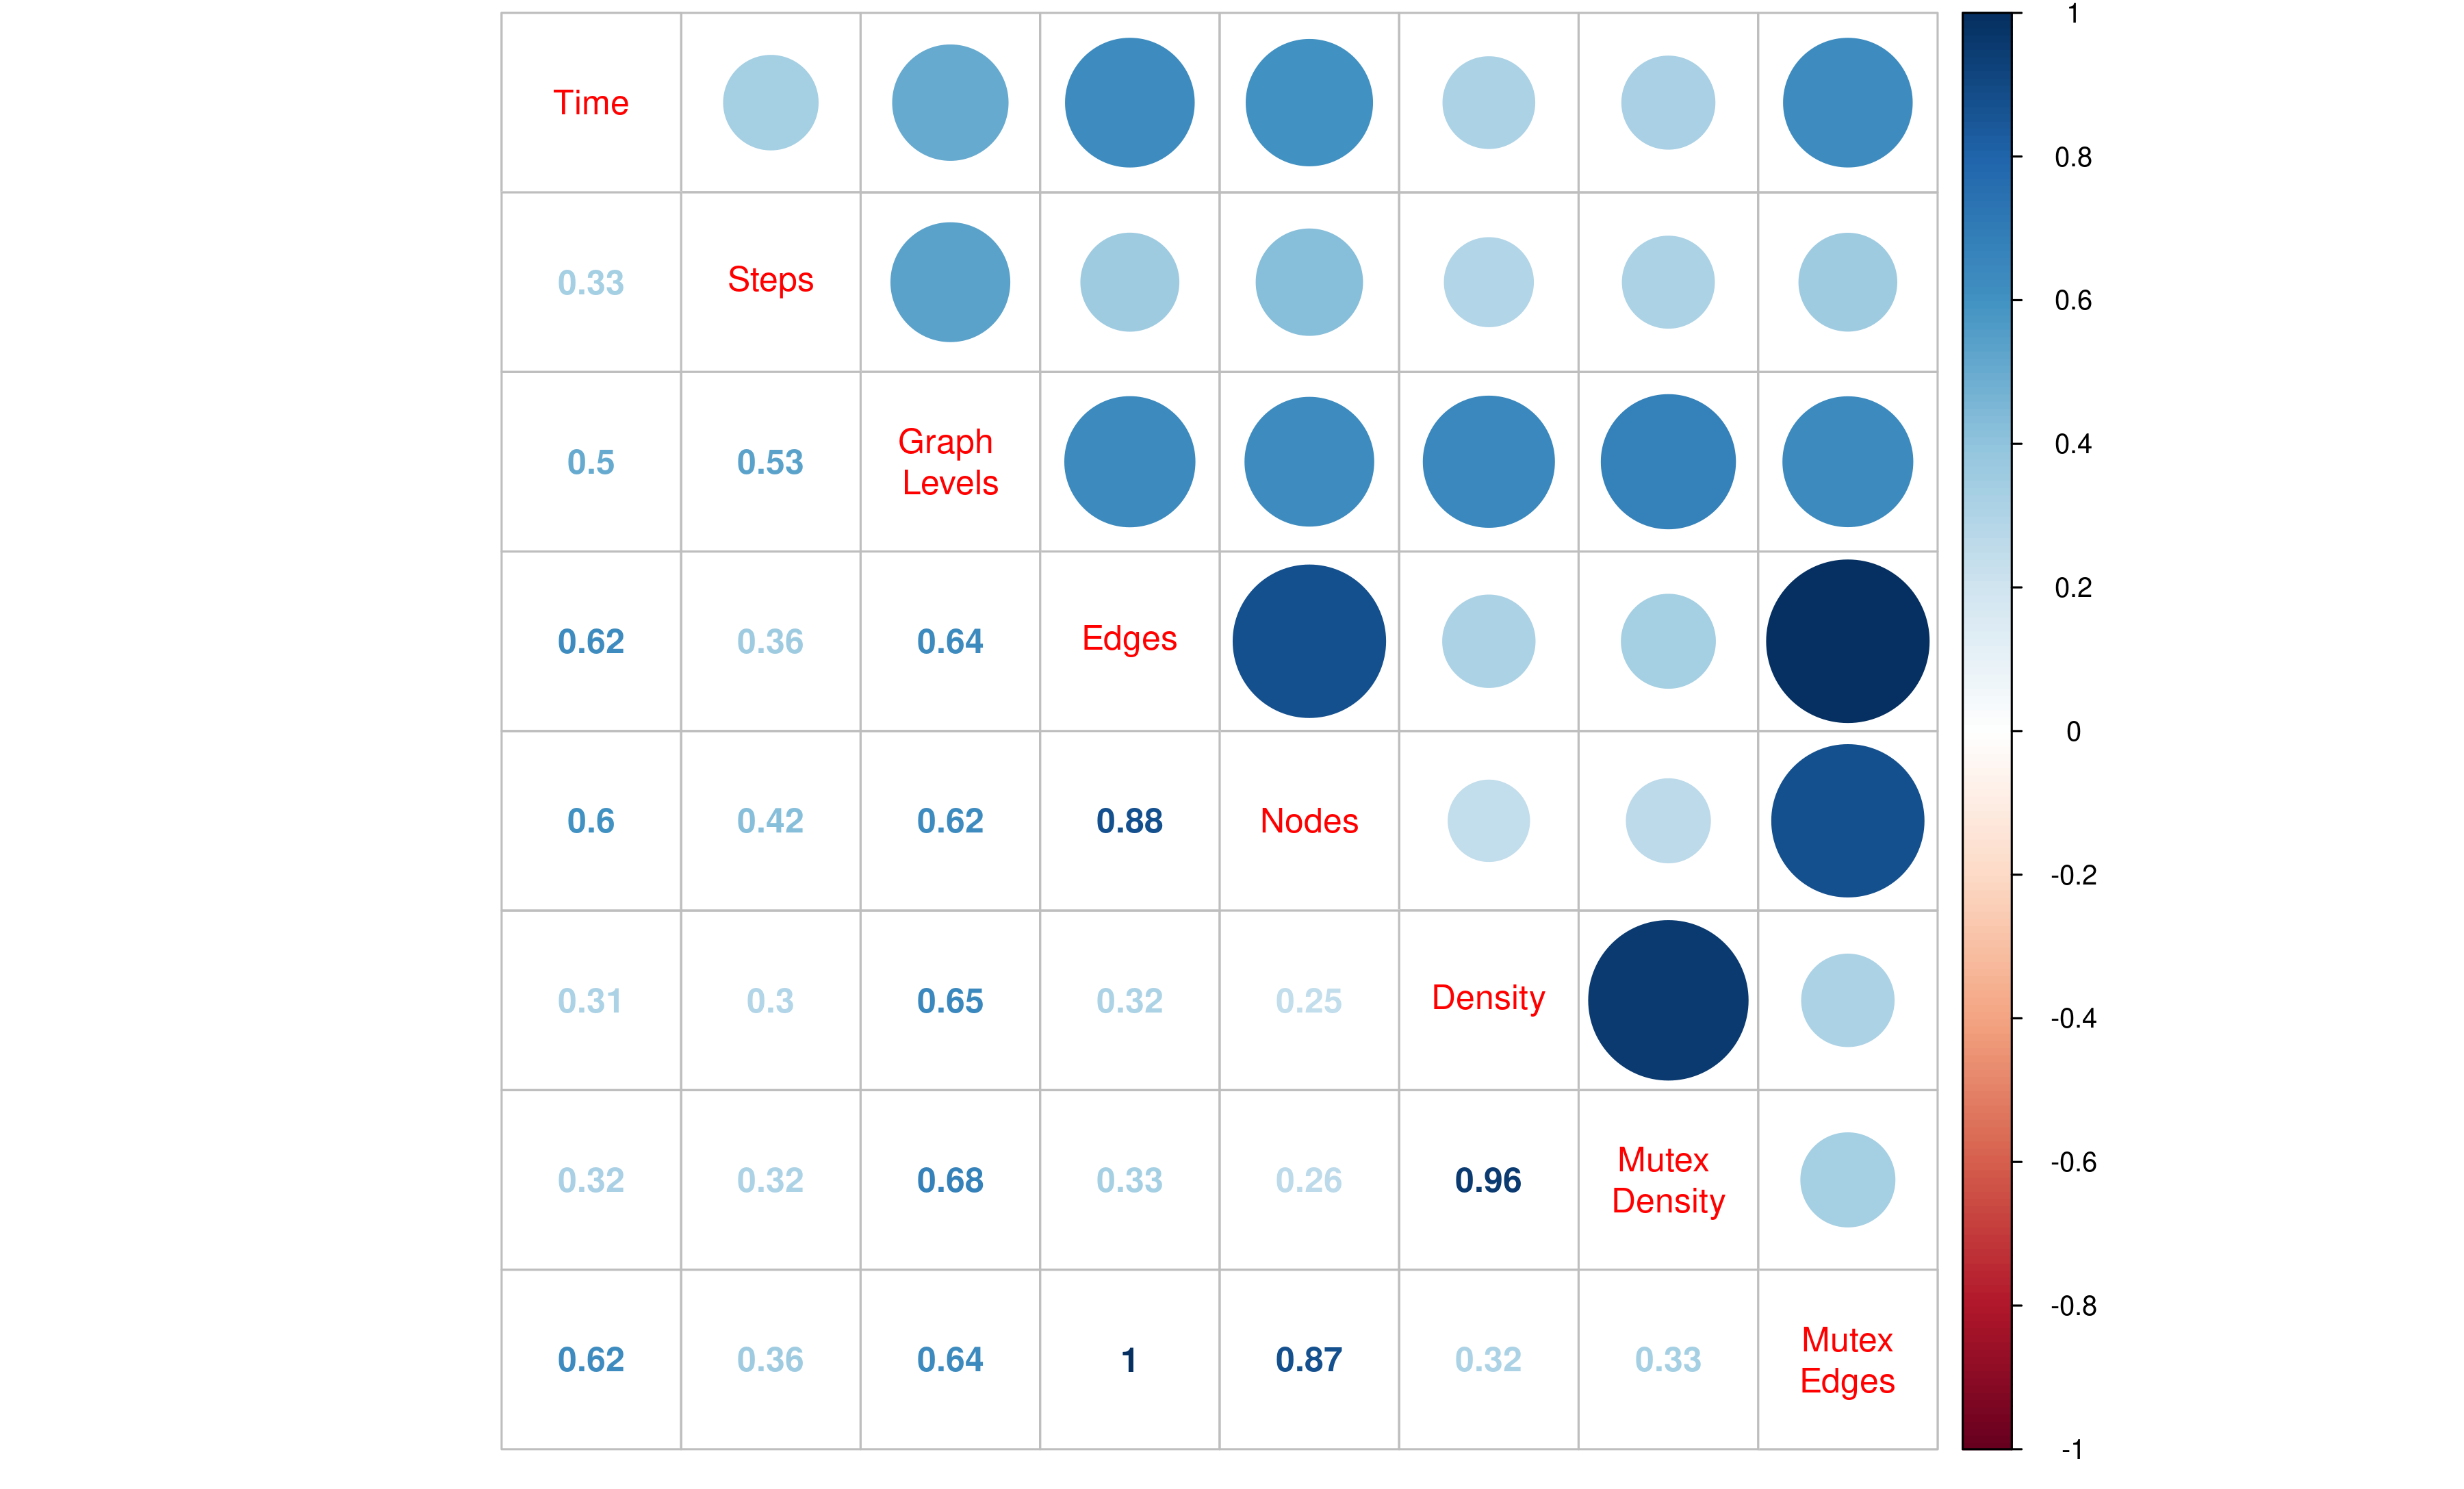 Time
0.33 Steps
0.5 0.53 Graph
Levels
0.62 0.36 0.64 Edges
0.6 0.42 0.62 0.88 Nodes
0.31 0.3 0.65 0.32 0.25 Density
0.32 0.32 0.68 0.33 0.26 0.96 Mutex
Density
0.62 0.36 0.64 1 0.87 0.32 0.33 Mutex
Edges
1
0.8
0.6
0.4
0.2
0
-0.2
-0.4
-0.6
-0.8
-1